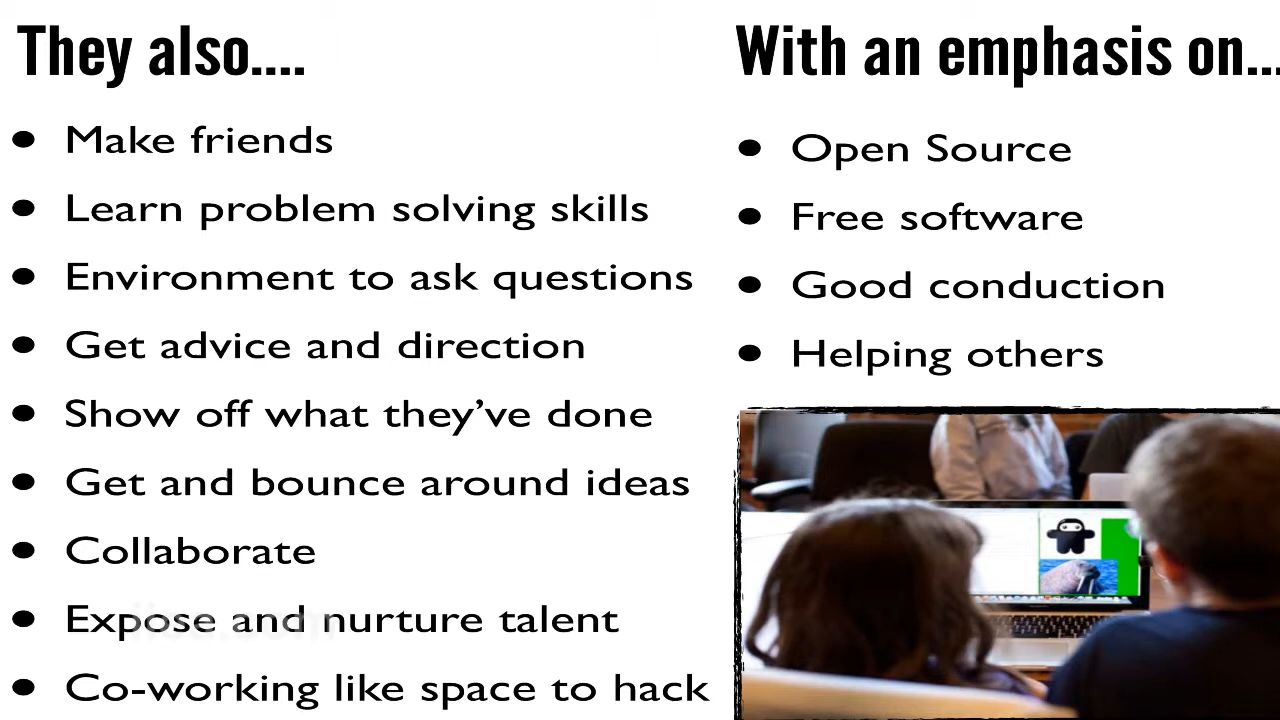 They also....
Make friends
Learn problem solving skills
Environment to ask questions
Get advice and direction
Show off what they’ve done
Get and bounce around ideas
Collaborate
Expose and nurture talent
Co-working like space to hack
With an emphasis on...
Open Source
Free software
Good conduction
Helping others